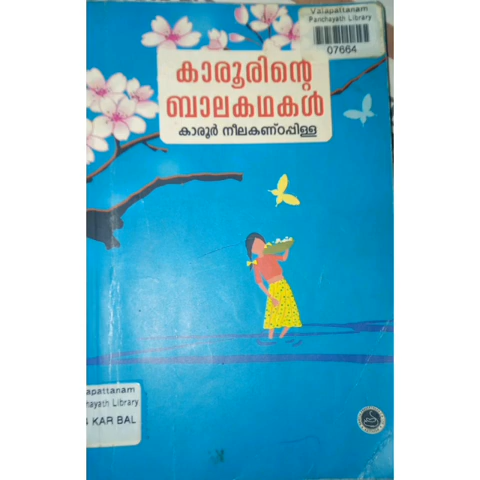 Valapattanam
Panchayath Library
07664
കാരൂരിന്റെ
ബാലകഥകൾ
കാരൂർ നീലകണ്ഠപ്പിള്ള
apattanam
hayath Library
KAR BAL